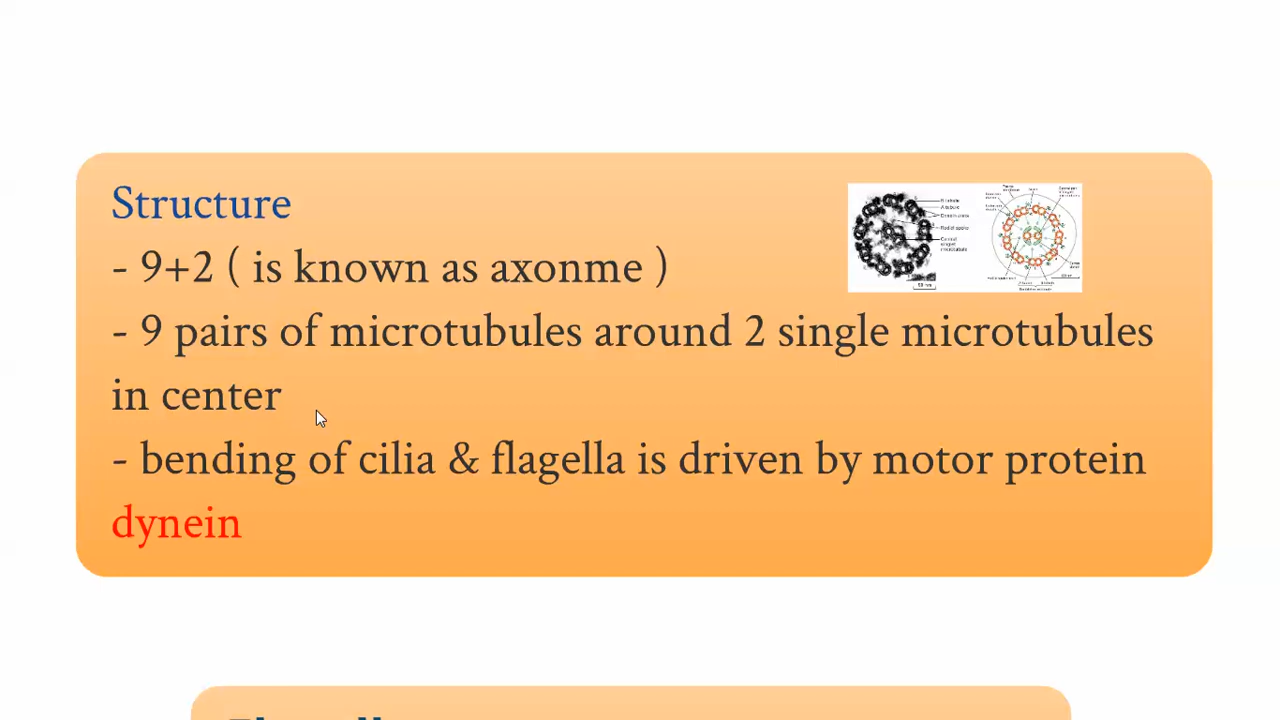 Structure
- 9+2 ( is known as axonme )
- 9 pairs of microtubules around 2 single microtubules
in center
- bending of cilia & flagella is driven by motor protein
dynein